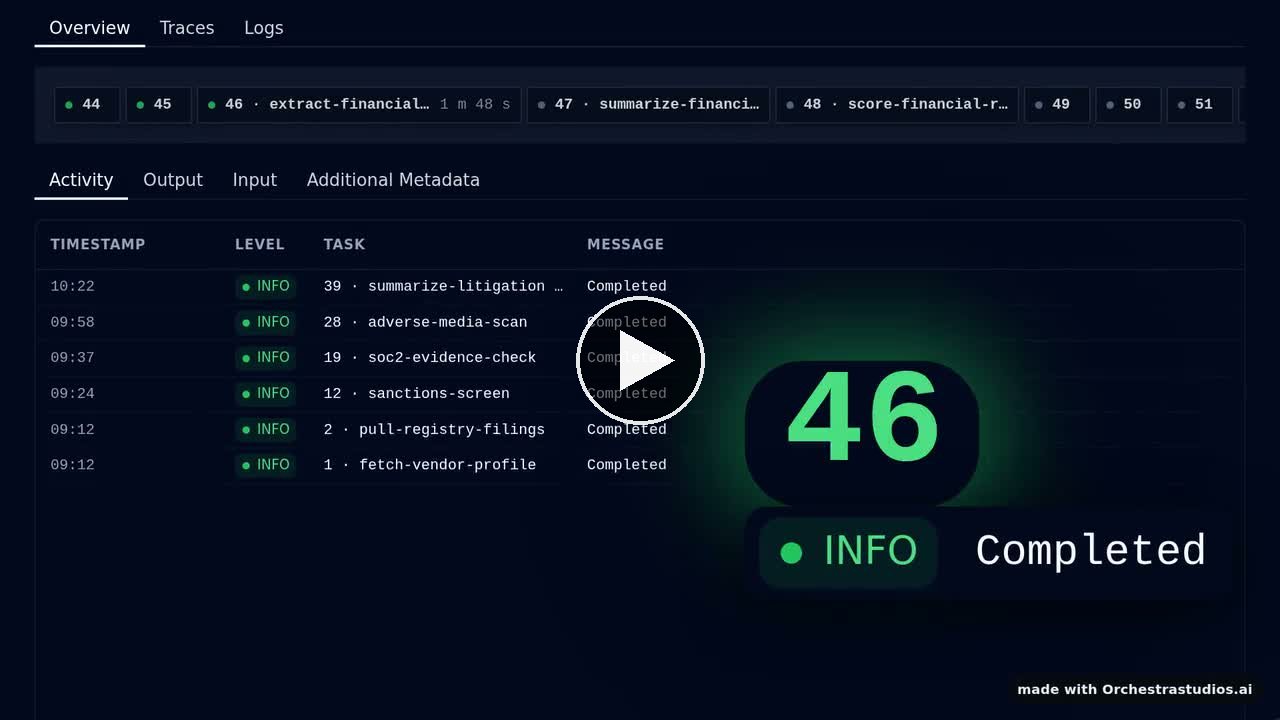 Overview Traces Logs
44 45 46 · extract-financial… 1 m 48 s 47 · summarize-financi… 48 · score-financial-r… 49 50 51
Activity Output Input Additional Metadata
TIMESTAMP LEVEL TASK MESSAGE
10:22 INFO 39 · summarize-litigation … Completed
09:58 INFO 28 · adverse-media-scan Completed
09:37 INFO 19 · soc2-evidence-check Completed
09:24 INFO 12 · sanctions-screen Completed
09:12 INFO 2 · pull-registry-filings Completed
09:12 INFO 1 · fetch-vendor-profile Completed
46
INFO Completed
made with Orchestrastudios.ai